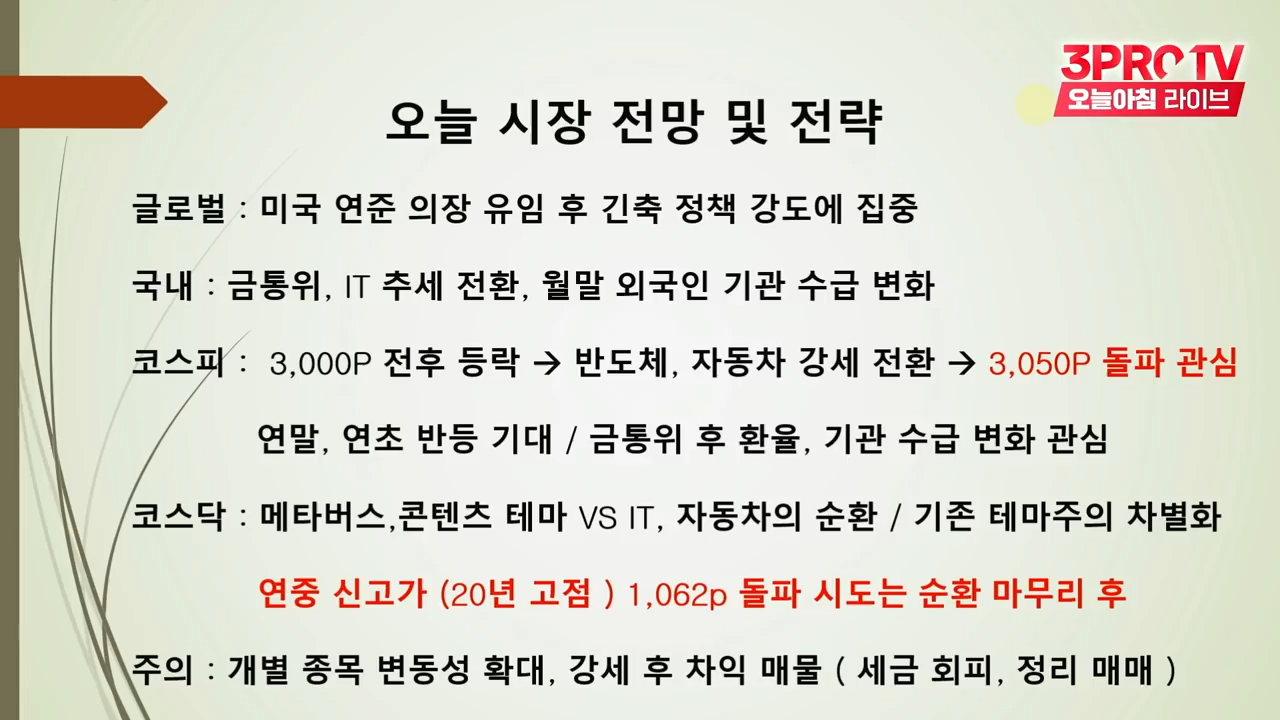 3PRO TV
오늘아침 라이브
오늘 시장 전망 및 전략
글로벌 : 미국 연준 의장 유임 후 긴축 정책 강도에 집중
국내 : 금통위, IT 추세 전환, 월말 외국인 기관 수급 변화
코스피 : 3,000P 전후 등락 → 반도체, 자동차 강세 전환 → 3,050P 돌파 관심
연말, 연초 반등 기대 / 금통위 후 환율, 기관 수급 변화 관심
코스닥 : 메타버스,콘텐츠 테마 VS IT, 자동차의 순환 / 기존 테마주의 차별화
연중 신고가 (20년 고점 ) 1,062p 돌파 시도는 순환 마무리 후
주의 : 개별 종목 변동성 확대, 강세 후 차익 매물 ( 세금 회피, 정리 매매 )